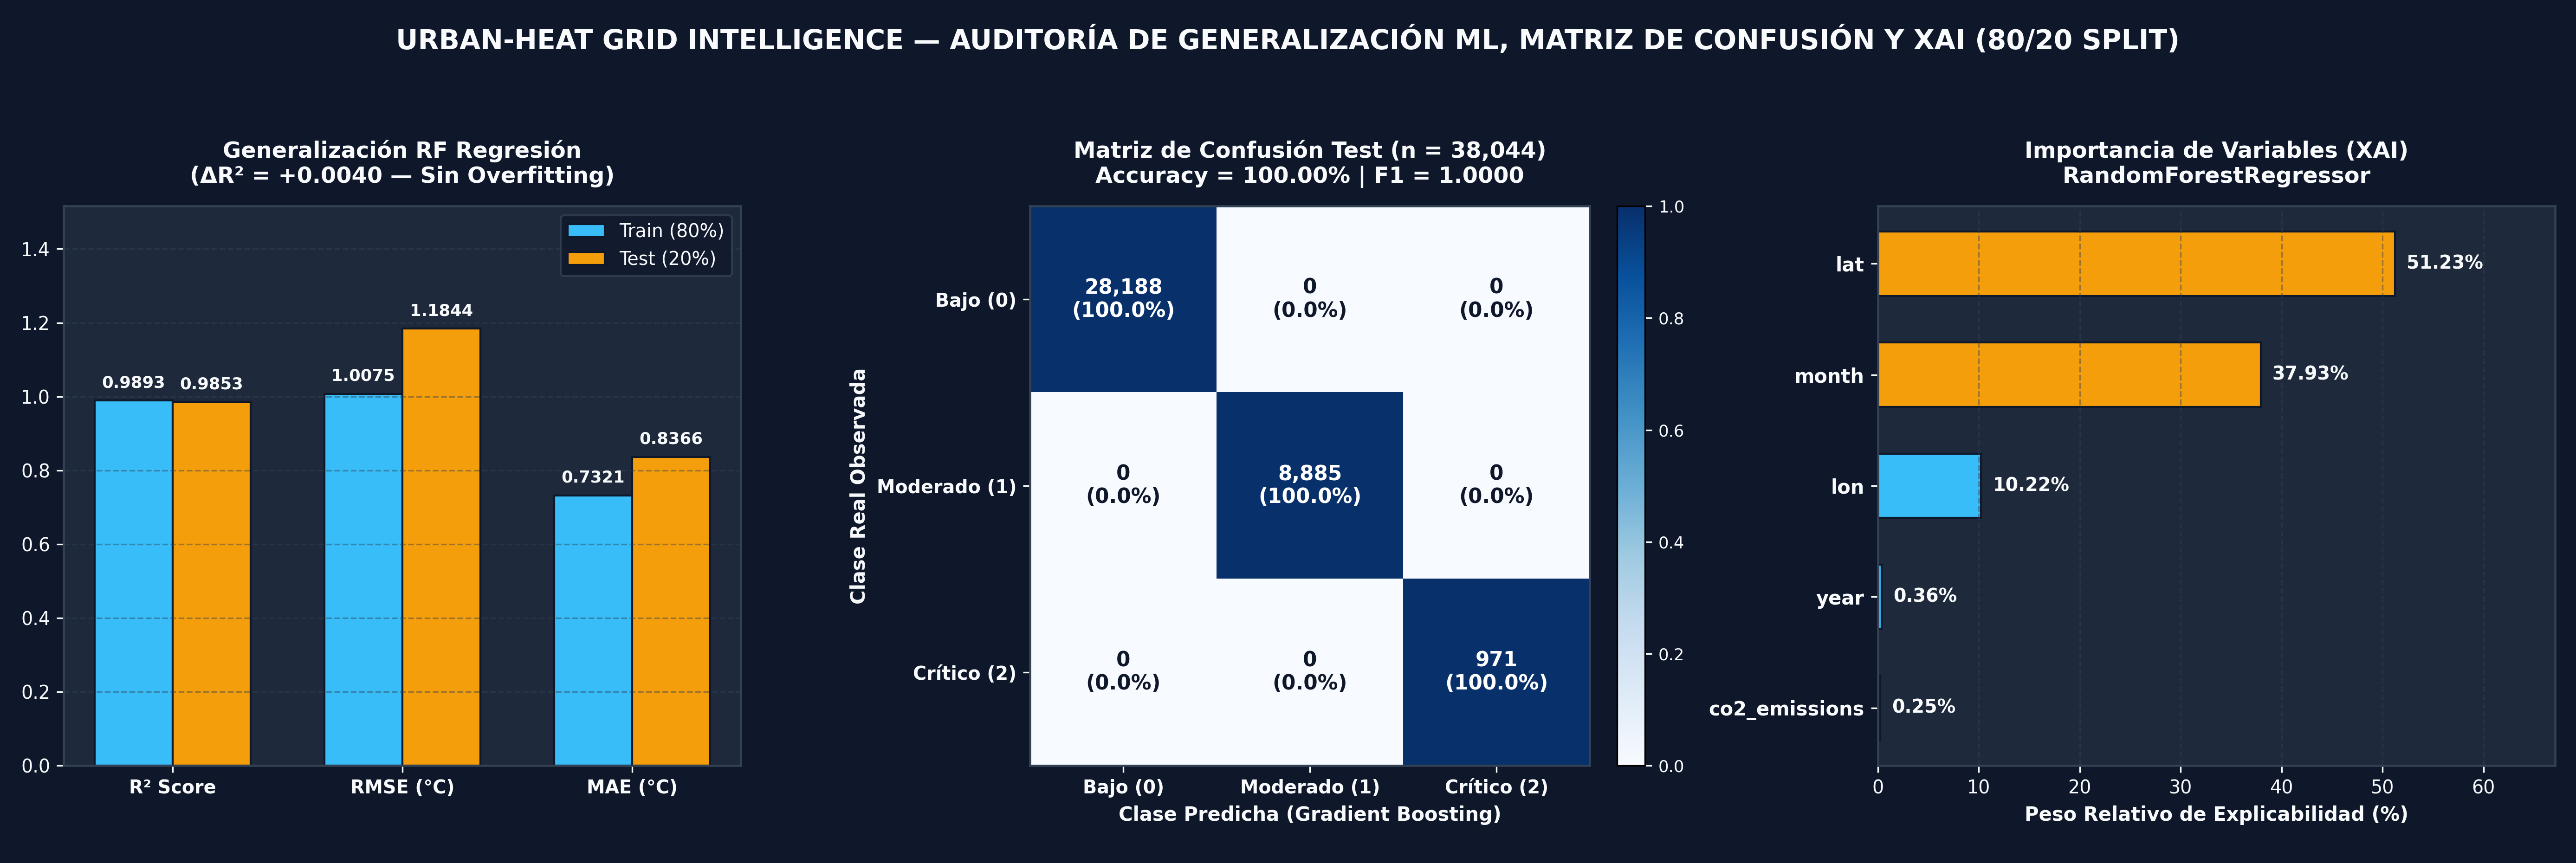 URBAN-HEAT GRID INTELLIGENCE — AUDITORÍA DE GENERALIZACIÓN ML, MATRIZ DE CONFUSIÓN Y XAI (80/20 SPLIT)
Generalización RF Regresión
(ΔR² = +0.0040 — Sin Overfitting)
Train (80%)
Test (20%)
1.4
1.2
1.0
0.8
0.6
0.4
0.2
0.0
0.9893
0.9853
1.0075
1.1844
0.7321
0.8366
R² Score
RMSE (°C)
MAE (°C)
Matriz de Confusión Test (n = 38,044)
Accuracy = 100.00% | F1 = 1.0000
Clase Real Observada
Bajo (0)
28,188
(100.0%)
0
(0.0%)
0
(0.0%)
Moderado (1)
0
(0.0%)
8,885
(100.0%)
0
(0.0%)
Crítico (2)
0
(0.0%)
0
(0.0%)
971
(100.0%)
Bajo (0)
Moderado (1)
Crítico (2)
Clase Predicha (Gradient Boosting)
1.0
0.8
0.6
0.4
0.2
0.0
Importancia de Variables (XAI)
RandomForestRegressor
lat
51.23%
month
37.93%
lon
10.22%
year
0.36%
co2_emissions
0.25%
0
10
20
30
40
50
60
Peso Relativo de Explicabilidad (%)